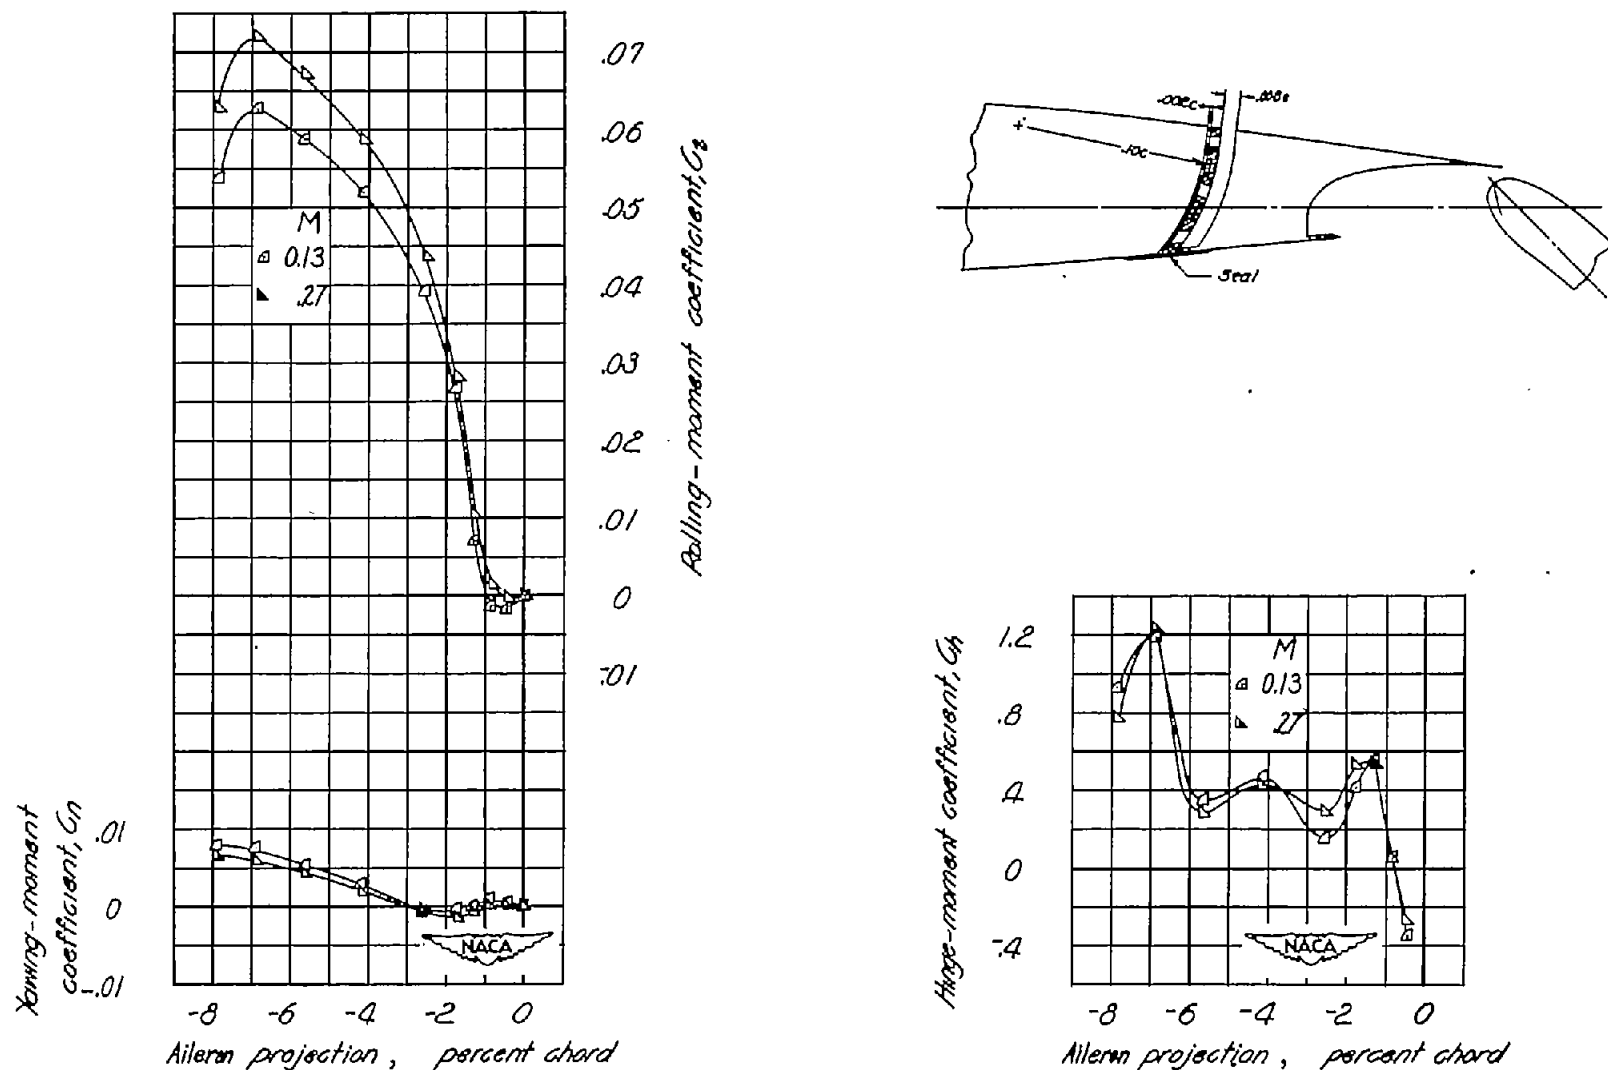 .07
.06
.05
.04
.03
.02
.01
0
-.01
Rolling-moment coefficient, Cl
M
0.13
.27
Yawing-moment
coefficient, Cn
.01
0
-.01
NACA
-8 -6 -4 -2 0
Aileron projection, percent chord
.008c
.10c
Seal
Hinge-moment coefficient, Ch
1.2
.8
.4
0
-.4
M
0.13
.27
NACA
-8 -6 -4 -2 0
Aileron projection, percent chord